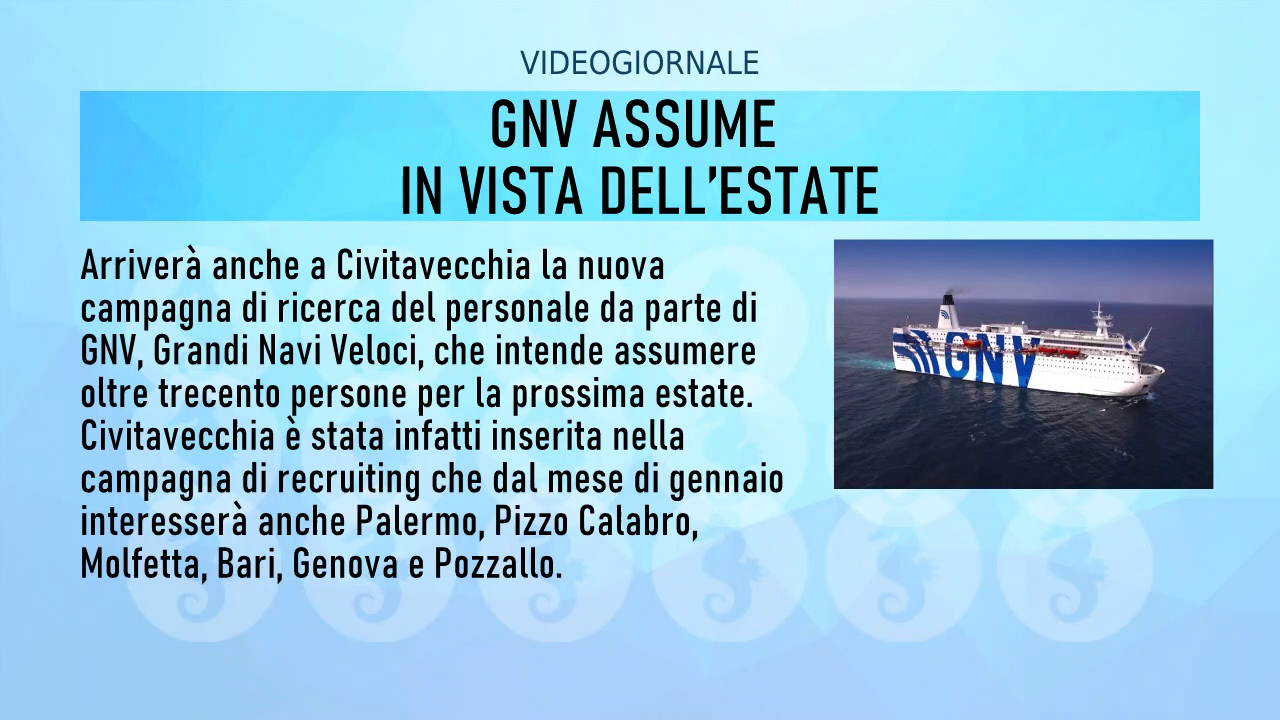 VIDEOGIORNALE
GNV ASSUME
IN VISTA DELL’ESTATE
Arriverà anche a Civitavecchia la nuova
campagna di ricerca del personale da parte di
GNV, Grandi Navi Veloci, che intende assumere
oltre trecento persone per la prossima estate.
Civitavecchia è stata infatti inserita nella
campagna di recruiting che dal mese di gennaio
interesserà anche Palermo, Pizzo Calabro,
Molfetta, Bari, Genova e Pozzallo.
GNV